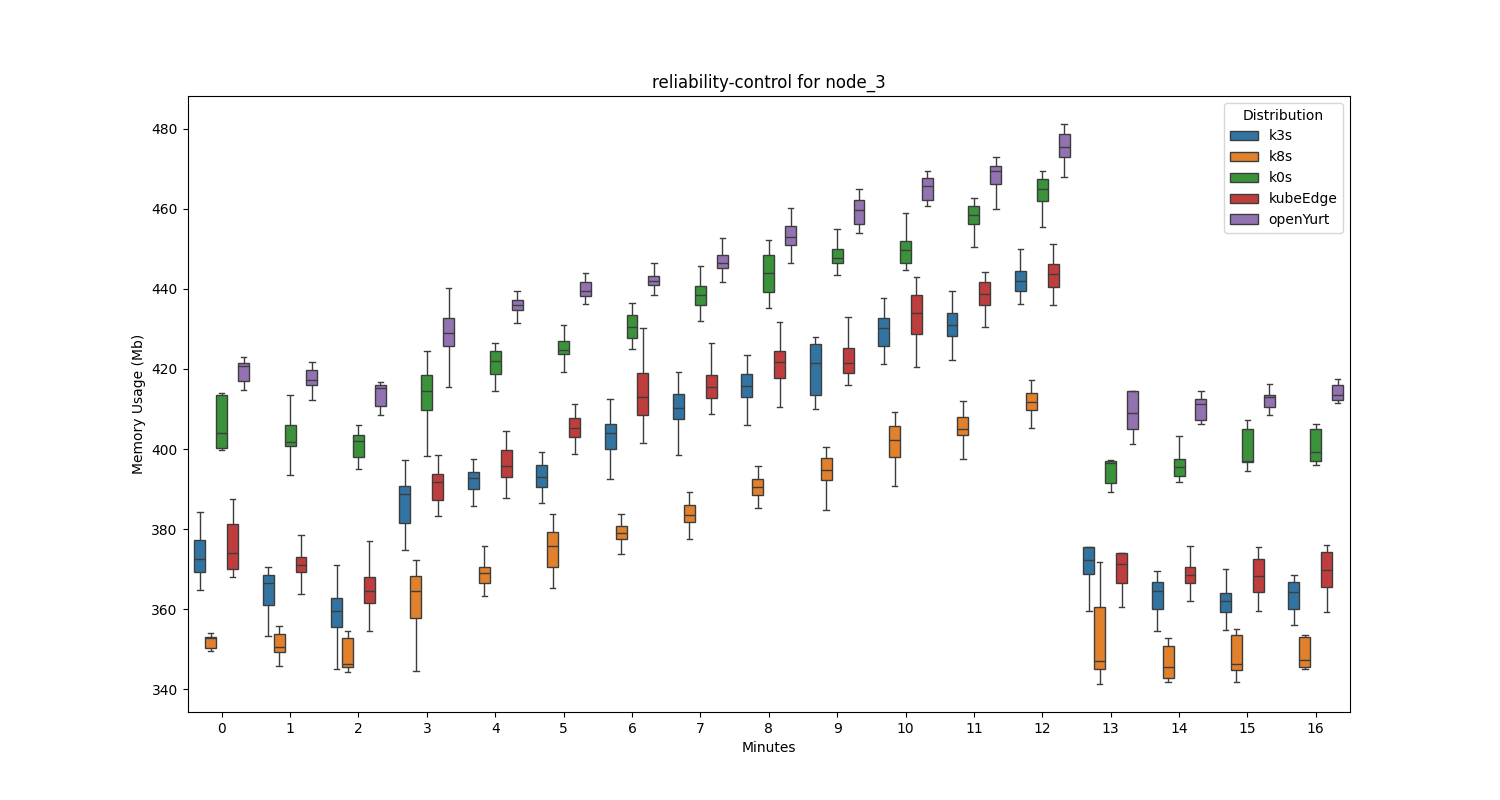 reliability-control for node_3
Distribution
k3s
k8s
k0s
kubeEdge
openYurt
Memory Usage (Mb)
480
460
440
420
400
380
360
340
0 1 2 3 4 5 6 7 8 9 10 11 12 13 14 15 16
Minutes